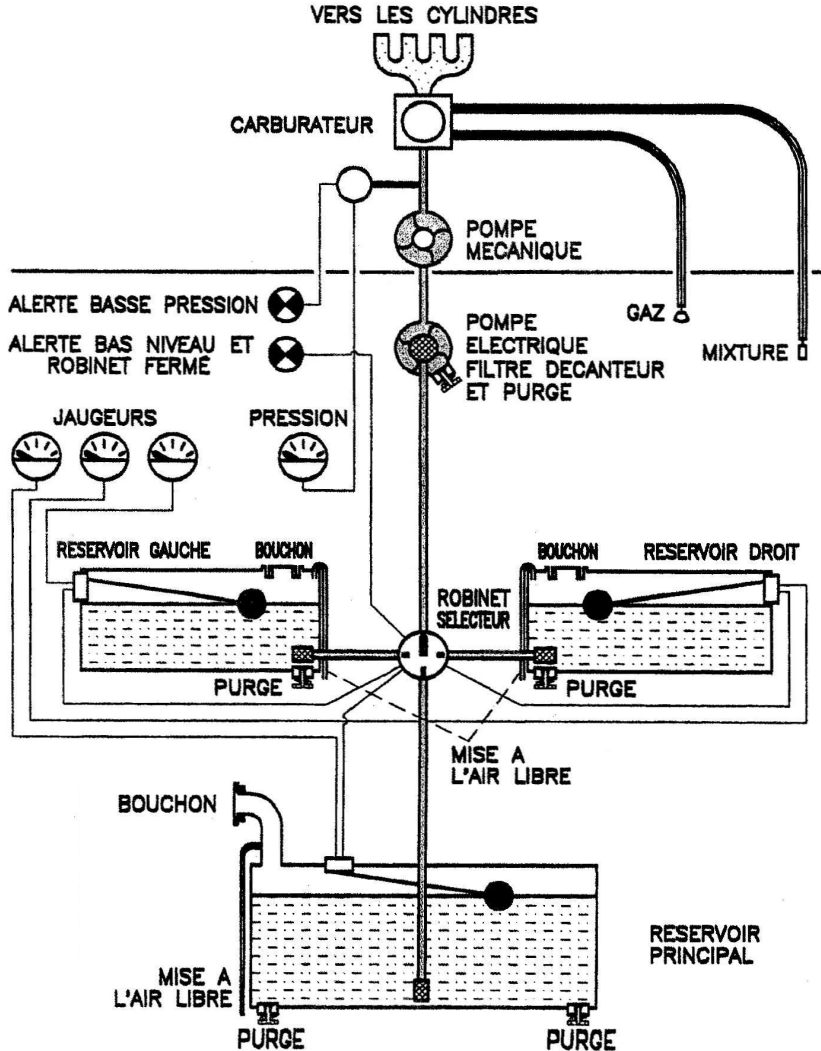 VERS LES CYLINDRES
CARBURATEUR
POMPE
MECANIQUE
ALERTE BASSE PRESSION
ALERTE BAS NIVEAU ET
ROBINET FERMÉ
POMPE
ELECTRIQUE
FILTRE DECANTEUR
ET PURGE
GAZ
MIXTURE
JAUGEURS
PRESSION
RESERVOIR GAUCHE
BOUCHON
BOUCHON
RESERVOIR DROIT
ROBINET
SELECTEUR
PURGE
PURGE
MISE A
L'AIR LIBRE
BOUCHON
RESERVOIR
PRINCIPAL
MISE A
L'AIR LIBRE
PURGE
PURGE